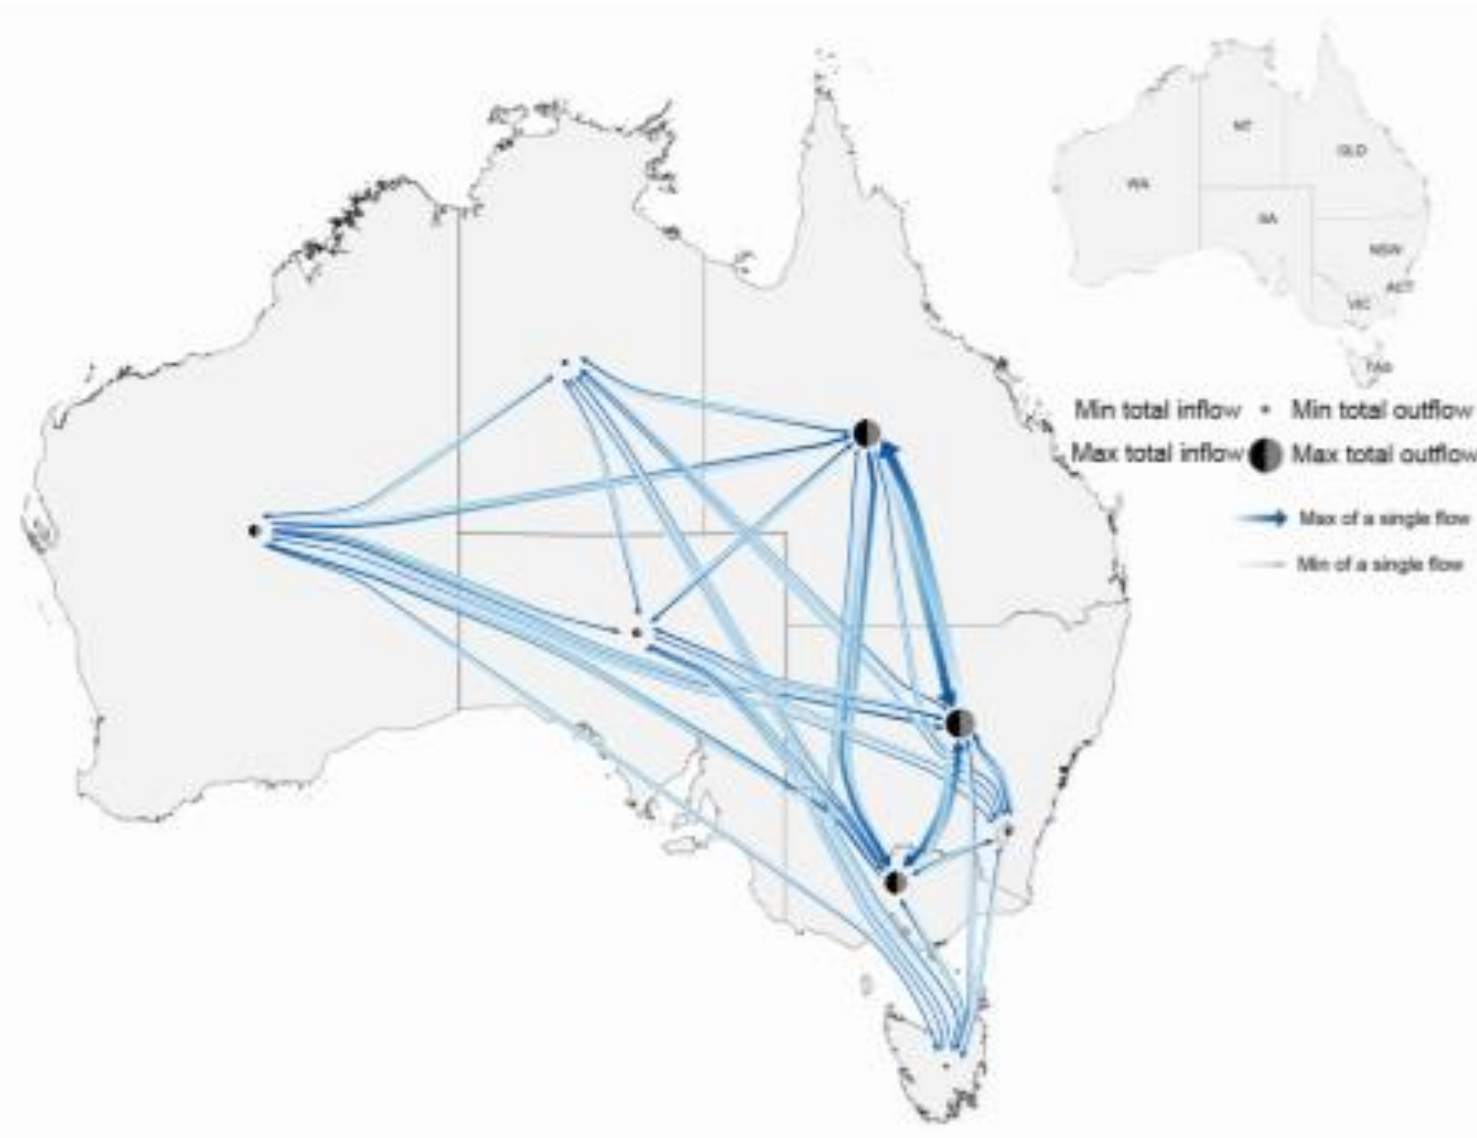 NT
QLD
WA
SA
NSW
ACT
VIC
TAS
Min total inflow Min total outflow
Max total inflow Max total outflow
Max of a single flow
Min of a single flow